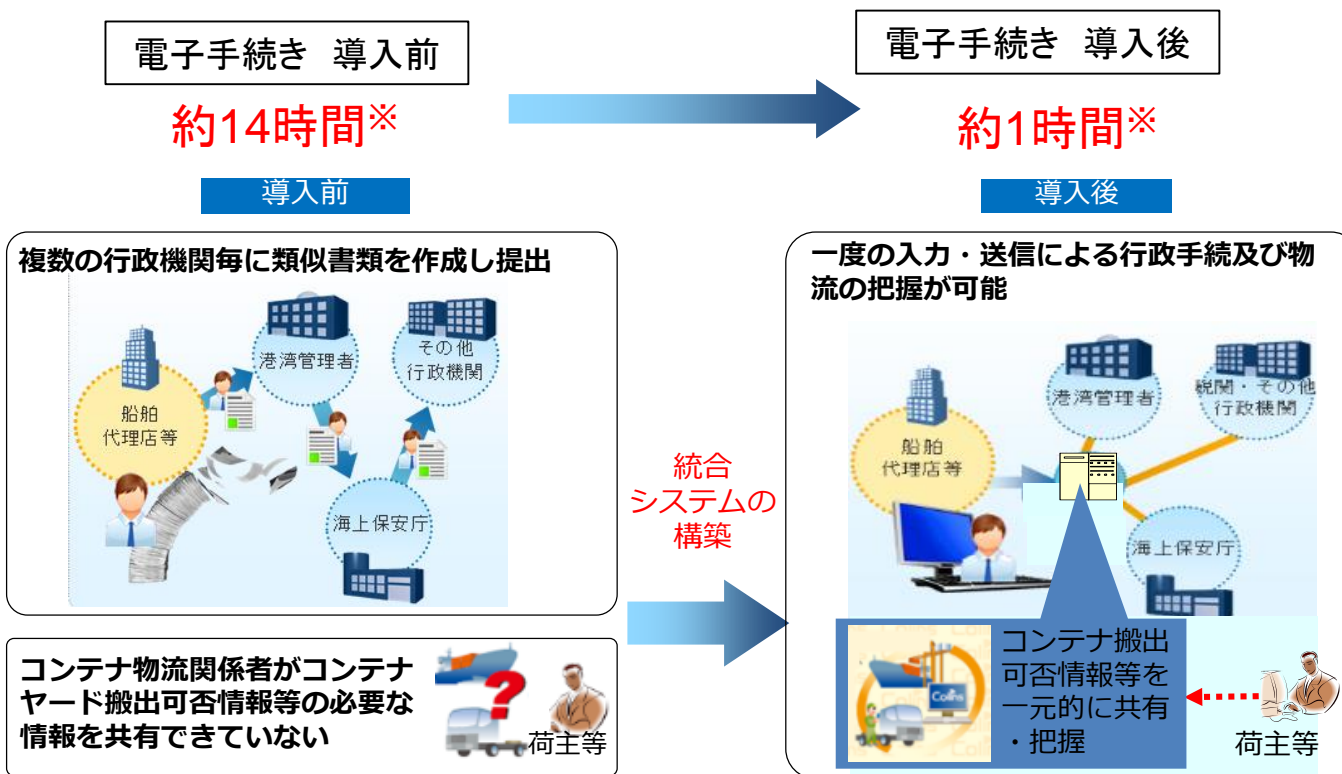 電子手続き 導入前
電子手続き 導入後
約14時間※
約1時間※
導入前
導入後
複数の行政機関毎に類似書類を作成し提出
船舶
代理店等
港湾管理者
その他
行政機関
海上保安庁
コンテナ物流関係者がコンテナ
ヤード搬出可否情報等の必要な
情報を共有できていない
?
荷主等
統合
システムの
構築
一度の入力・送信による行政手続及び物
流の把握が可能
船舶
代理店等
港湾管理者
税関・その他
行政機関
海上保安庁
Colins
コンテナ搬出
可否情報等を
一元的に共有
・把握
荷主等